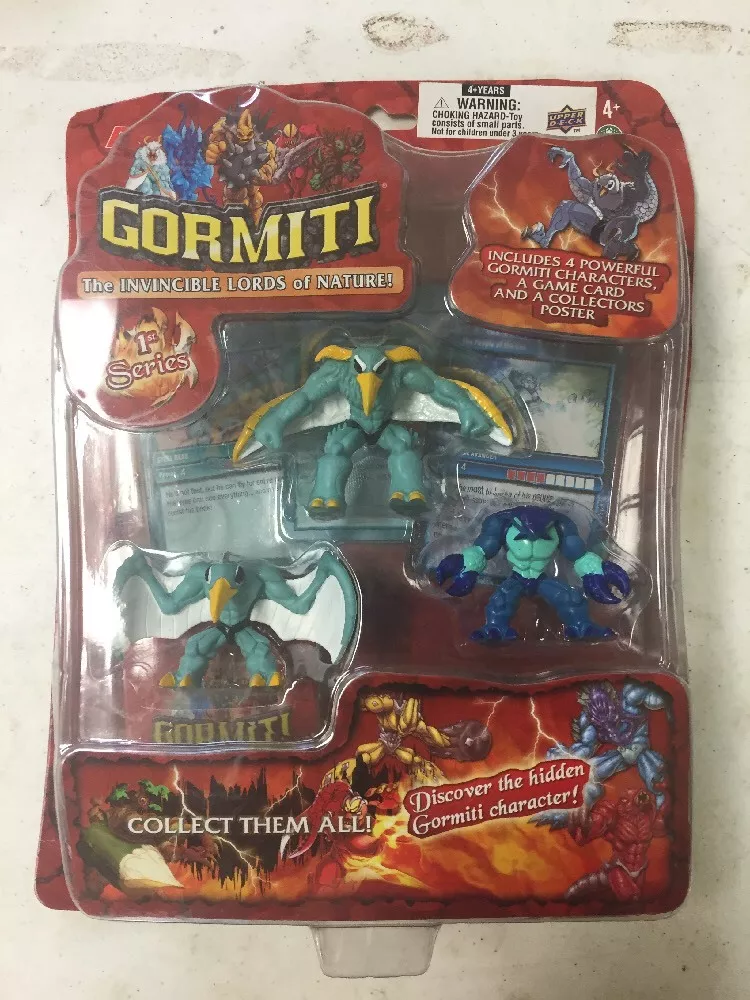 4+YEARS
WARNING:
CHOKING HAZARD-Toy
consists of small parts.
Not for children under 3
UPPER
DECK
TM
4+
GORMITI
The INVINCIBLE LORDS of NATURE!
INCLUDES 4 POWERFUL
GORMITI CHARACTERS,
A GAME CARD
AND A COLLECTORS
POSTER
1st
Series
4
GORMITI
Discover the hidden
Gormiti character!
COLLECT THEM ALL!